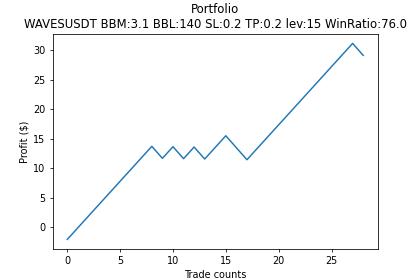 Portfolio
WAVESUSDT BBM:3.1 BBL:140 SL:0.2 TP:0.2 lev:15 WinRatio:76.0
30
25
20
15
10
5
0
Profit ($)
0 5 10 15 20 25
Trade counts